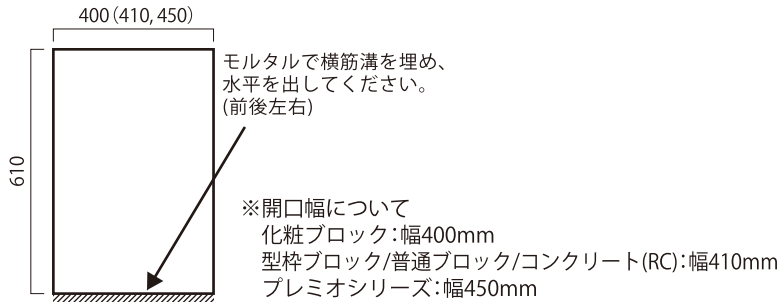 400（410, 450）
モルタルで横筋溝を埋め、
水平を出してください。
(前後左右)
610
※開口幅について
化粧ブロック：幅400mm
型枠ブロック/普通ブロック/コンクリート(RC)：幅410mm
プレミオシリーズ：幅450mm